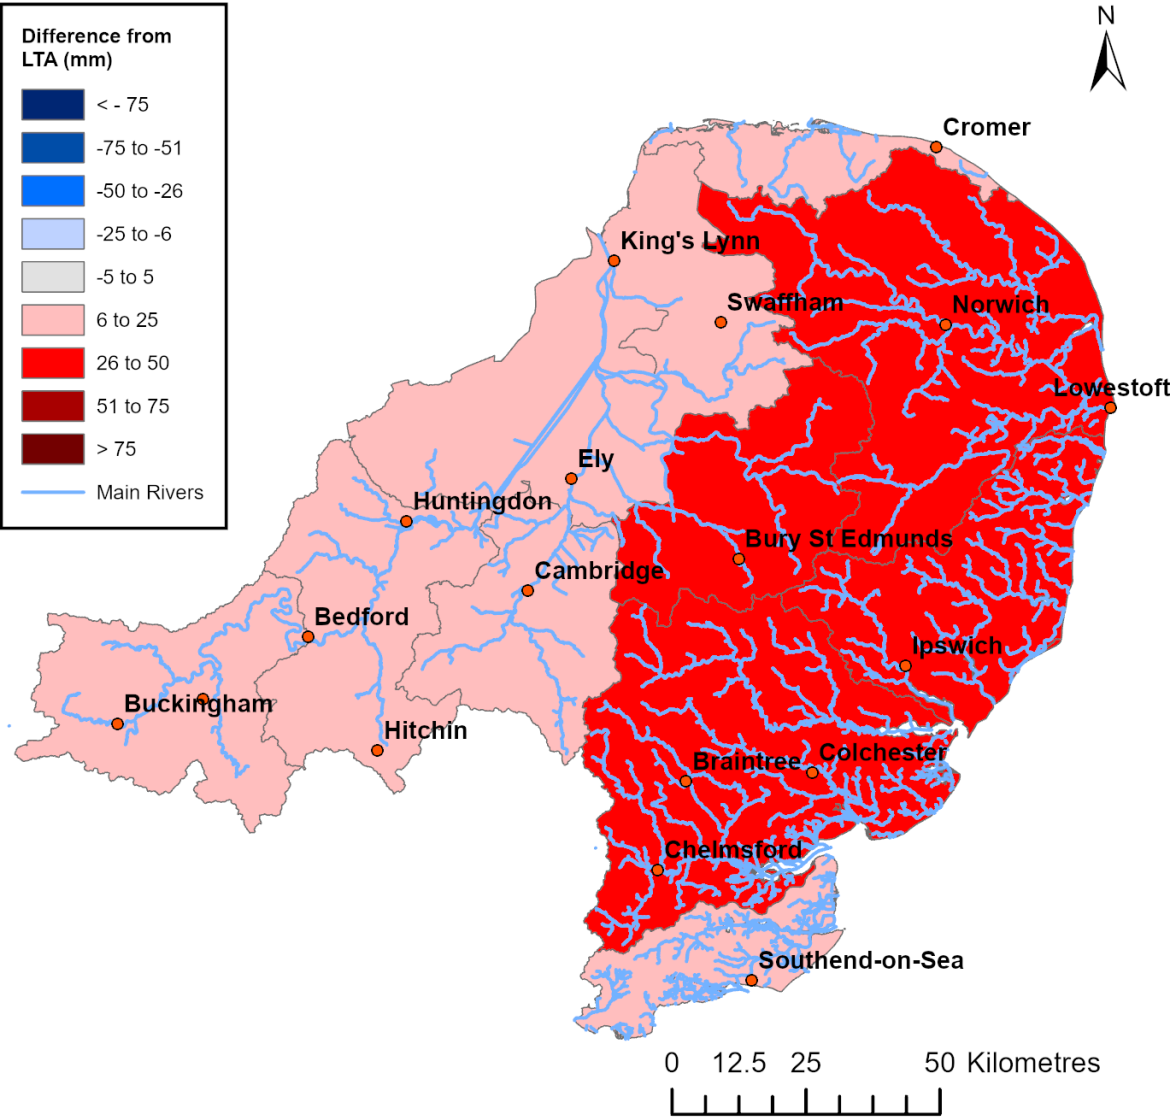 Difference from
LTA (mm)
< - 75
-75 to -51
-50 to -26
-25 to -6
-5 to 5
6 to 25
26 to 50
51 to 75
> 75
Main Rivers
N
Cromer
King's Lynn
Swaffham
Norwich
Lowestoft
Ely
Huntingdon
Bury St Edmunds
Cambridge
Bedford
Ipswich
Buckingham
Hitchin
Colchester
Braintree
Chelmsford
Southend-on-Sea
0 12.5 25 50 Kilometres